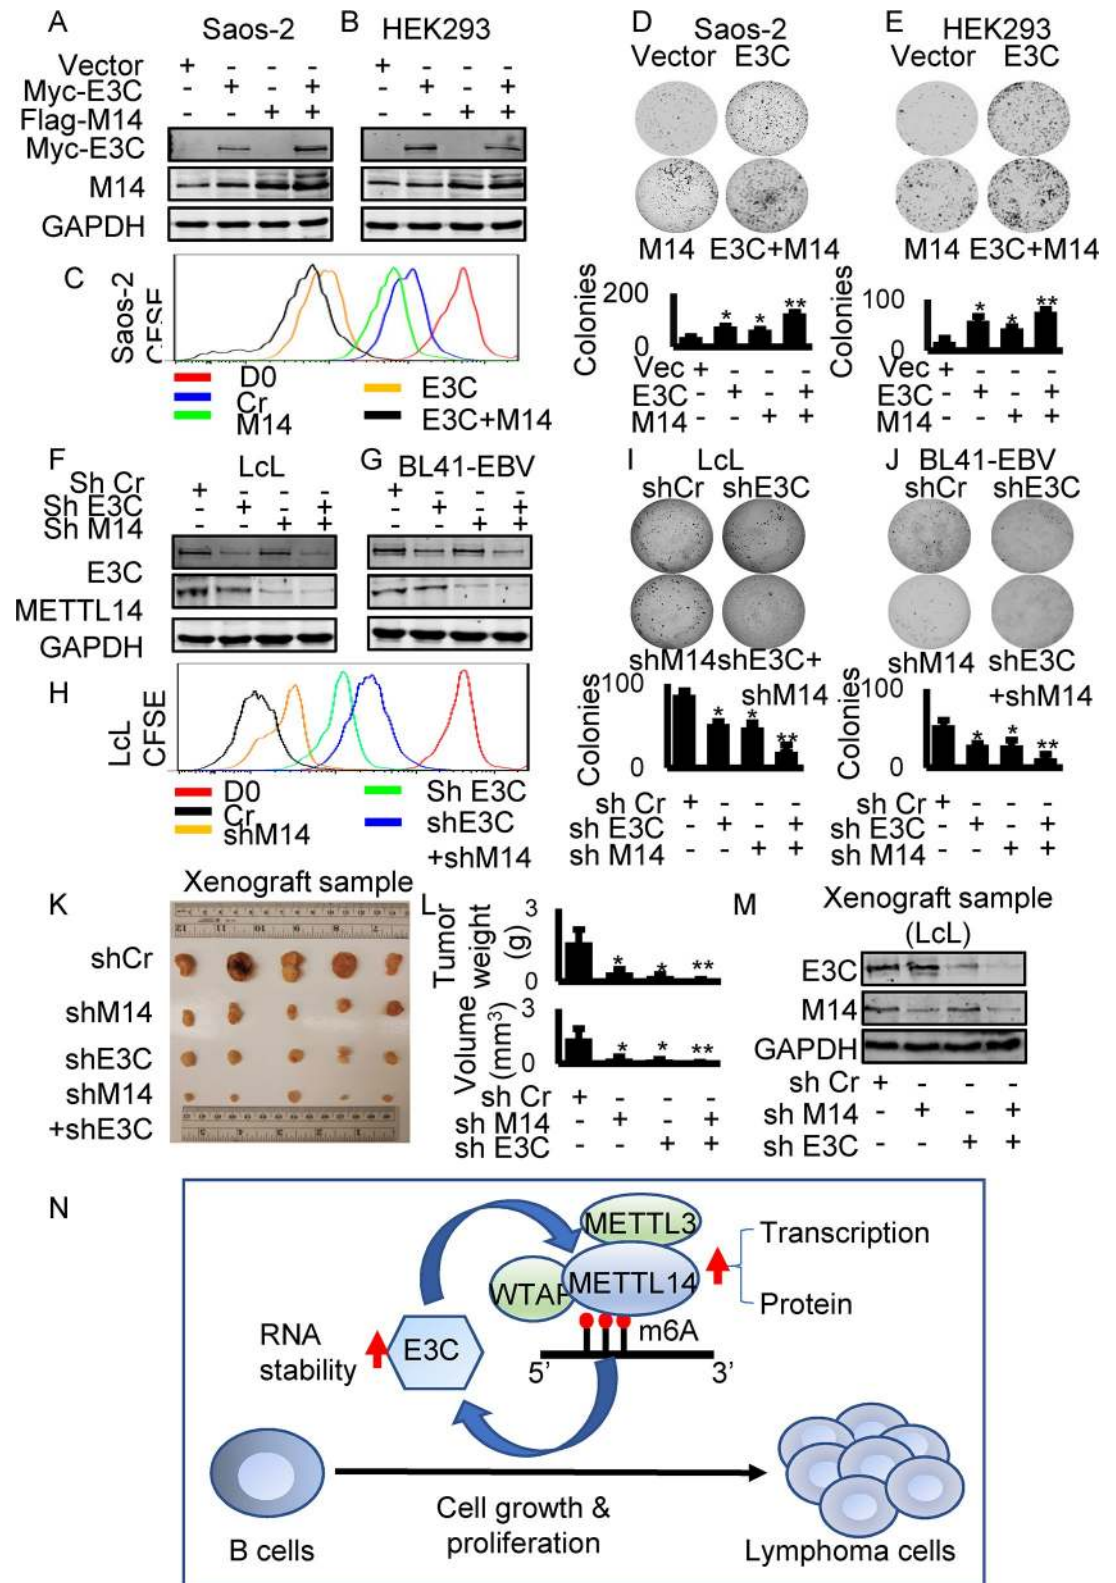 A
Saos-2
B
HEK293
Vector + - - - + - - -
Myc-E3C - + - + - + - +
Flag-M14 - - + + - - + +
Myc-E3C
M14
GAPDH
C
Saos-2
CFSE
D0
Cr
M14
E3C
E3C+M14
D
Saos-2
Vector E3C
M14 E3C+M14
Colonies
200
0
* * **
Vec + - - -
E3C - + - +
M14 - - + +
E
HEK293
Vector E3C
M14 E3C+M14
Colonies
100
0
* * **
Vec + - - -
E3C - + - +
M14 - - + +
F
LcL
G
BL41-EBV
Sh Cr + - - - + - - -
Sh E3C - + - + - + - +
Sh M14 - - + + - - + +
E3C
METTL14
GAPDH
H
LcL
CFSE
D0
Cr
shM14
Sh E3C
shE3C
+shM14
I
LcL
shCr shE3C
shM14 shE3C+
shM14
Colonies
100
0
* * **
sh Cr + - - -
sh E3C - + - +
sh M14 - - + +
J
BL41-EBV
shCr shE3C
shM14 shE3C
+shM14
Colonies
100
0
* * **
sh Cr + - - -
sh E3C - + - +
sh M14 - - + +
K
Xenograft sample
12 11 10 9 8 7
shCr
shM14
shE3C
shM14
+shE3C
L
Tumor
weight
(g)
3
0
* * **
Volume
(mm³)
3
0
* * **
sh Cr + - - -
sh M14 - + - +
sh E3C - - + +
M
Xenograft sample
(LcL)
E3C
M14
GAPDH
sh Cr + - - -
sh M14 - + - +
sh E3C - - + +
N
METTL3
WTAP
METTL14
Transcription
Protein
m6A
5’ 3’
RNA
stability
E3C
Cell growth &
proliferation
B cells
Lymphoma cells